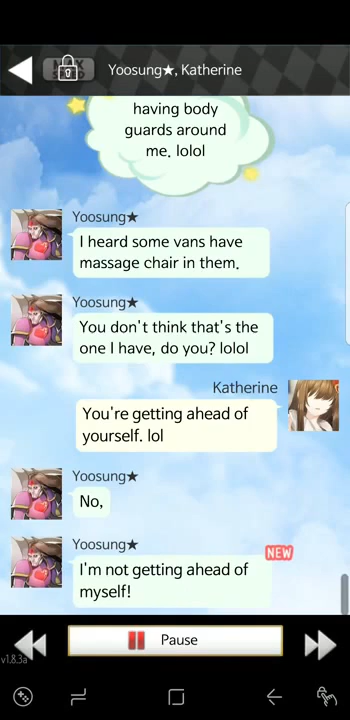 Yoosung★, Katherine
having body
guards around
me. lolol
Yoosung★
I heard some vans have
massage chair in them.
Yoosung★
You don't think that's the
one I have, do you? lolol
Katherine
You're getting ahead of
yourself. lol
Yoosung★
No,
Yoosung★
NEW
I'm not getting ahead of
myself!
Pause
v1.8.3a